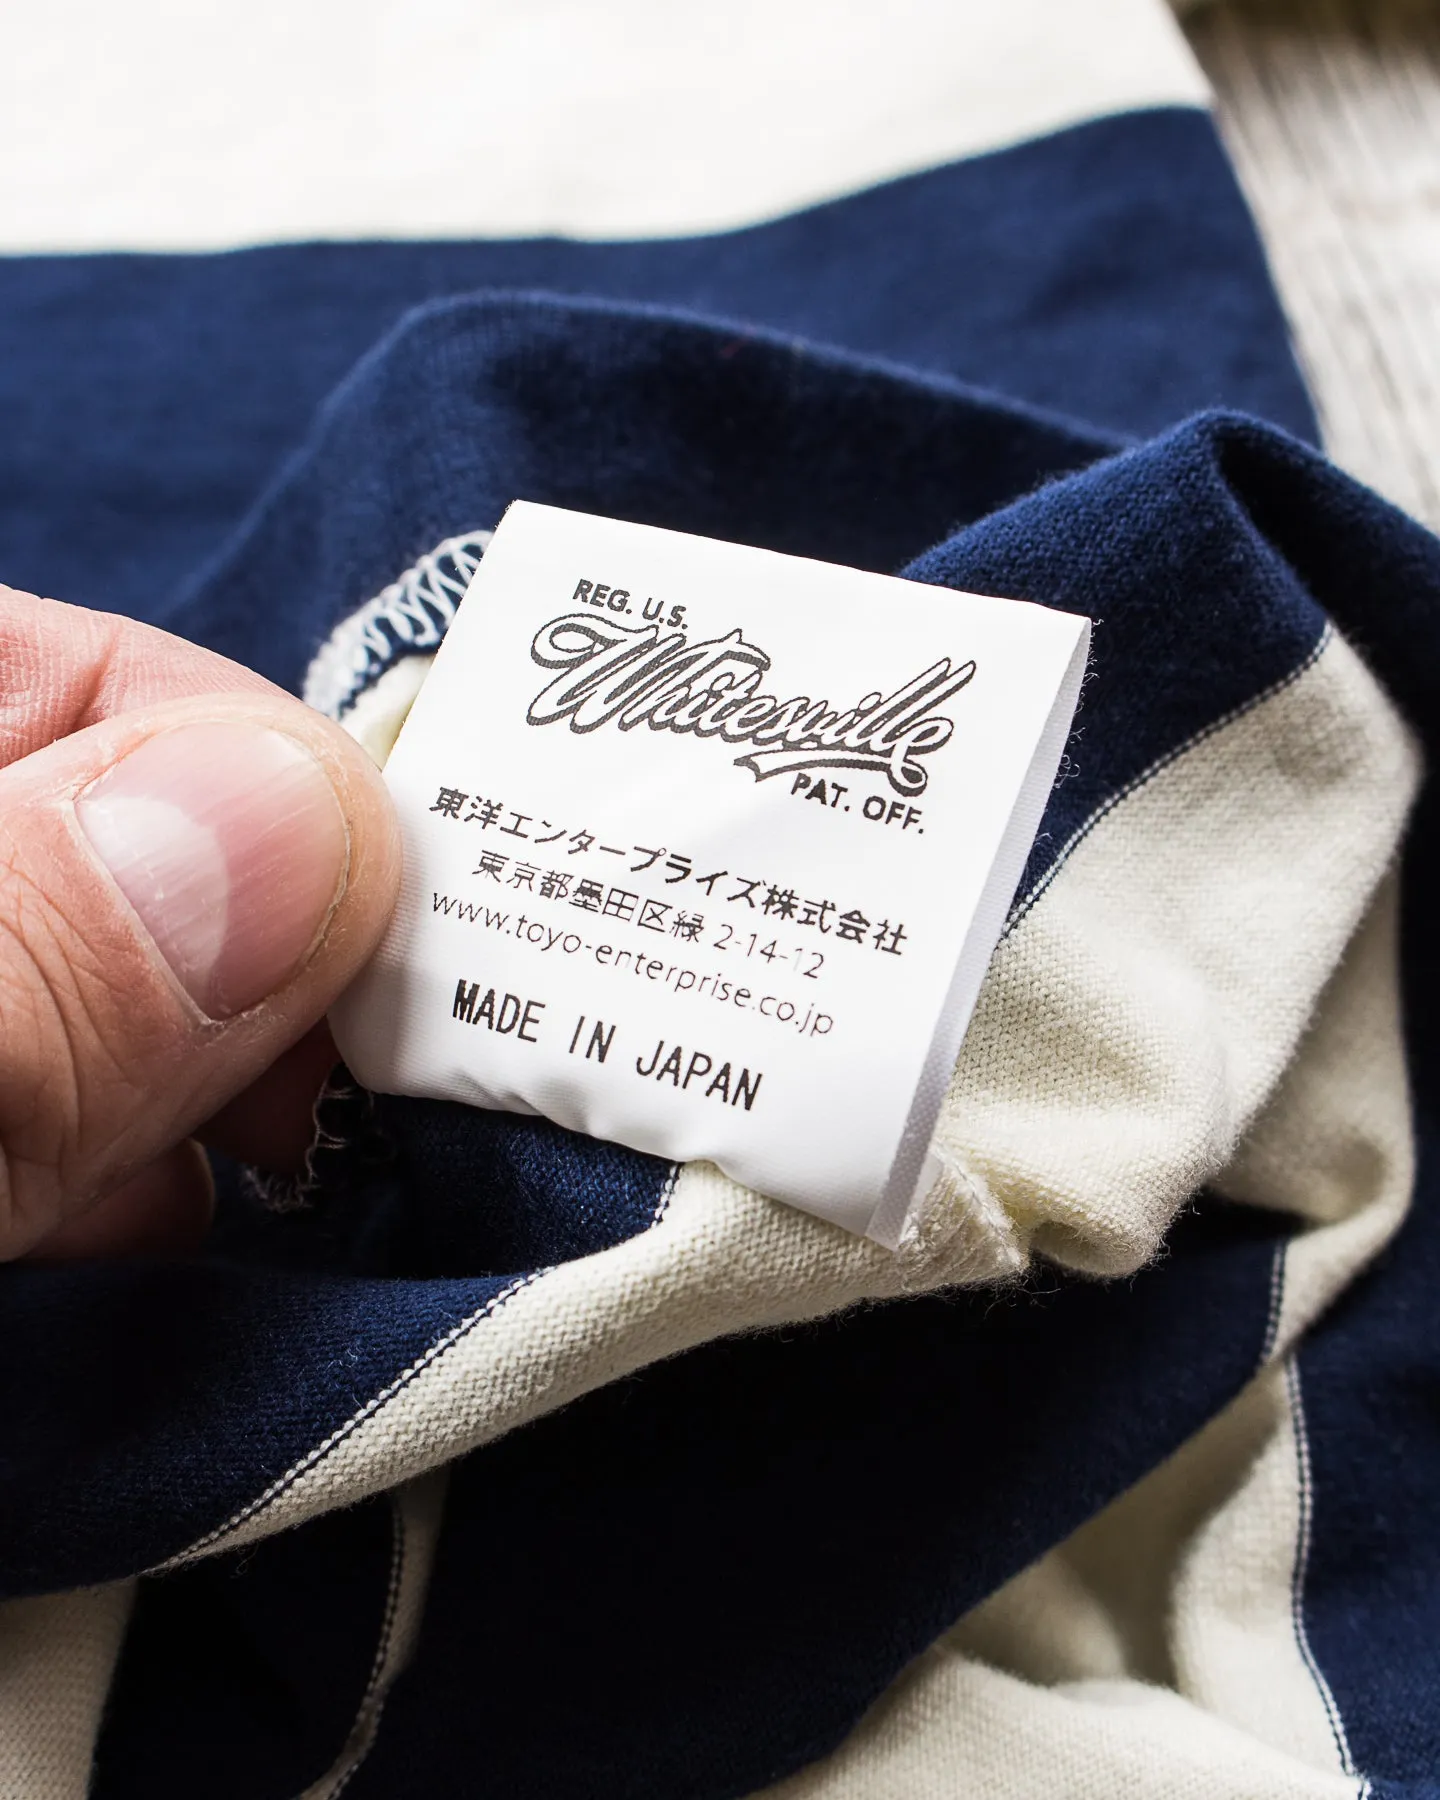 REG. U.S.
Whitesville
PAT. OFF.
東洋エンタープライズ株式会社
東京都墨田区緑 2-14-12
www.toyo-enterprise.co.jp
MADE IN JAPAN